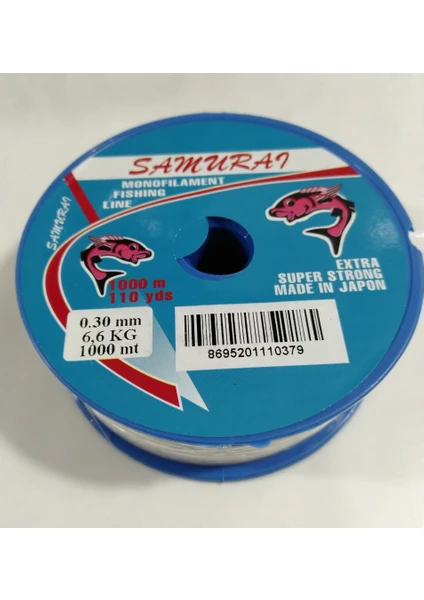 SAMURAI
MONOFILAMENT
FISHING
LINE
SAMURAI
1000 m
110 yds
EXTRA
SUPER STRONG
MADE IN JAPON
0.30 mm
6,6 KG
1000 mt
8695201110379